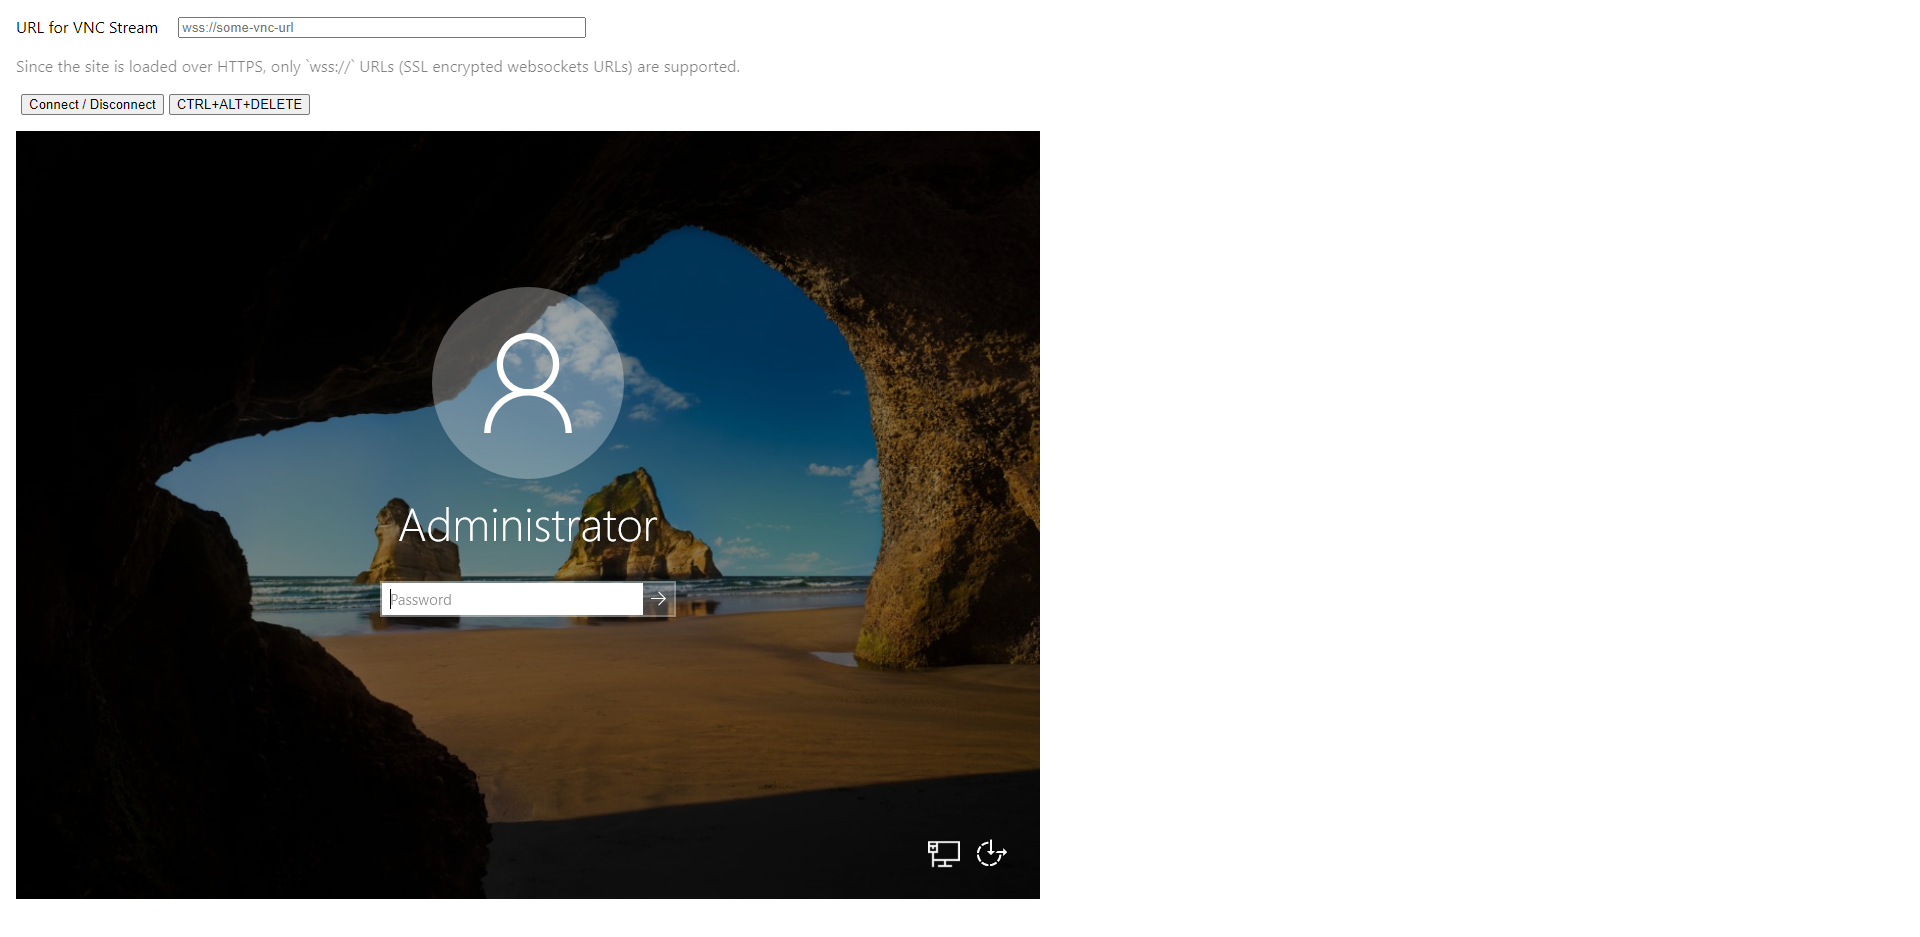 URL for VNC Stream wss://some-vnc-url
Since the site is loaded over HTTPS, only `wss://` URLs (SSL encrypted websockets URLs) are supported.
Connect / Disconnect CTRL+ALT+DELETE
Administrator
Password